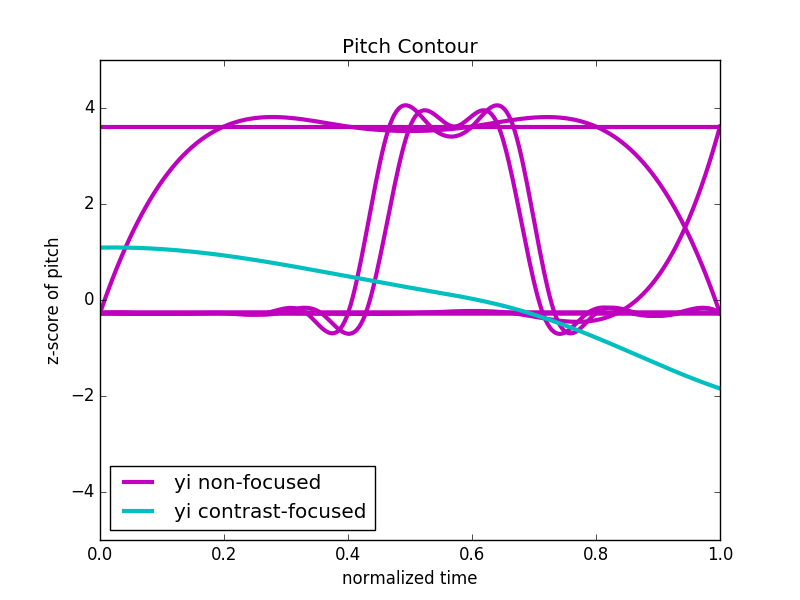 Pitch Contour
z-score of pitch
4
2
0
−2
−4
yi non-focused
yi contrast-focused
0.0 0.2 0.4 0.6 0.8 1.0
normalized time